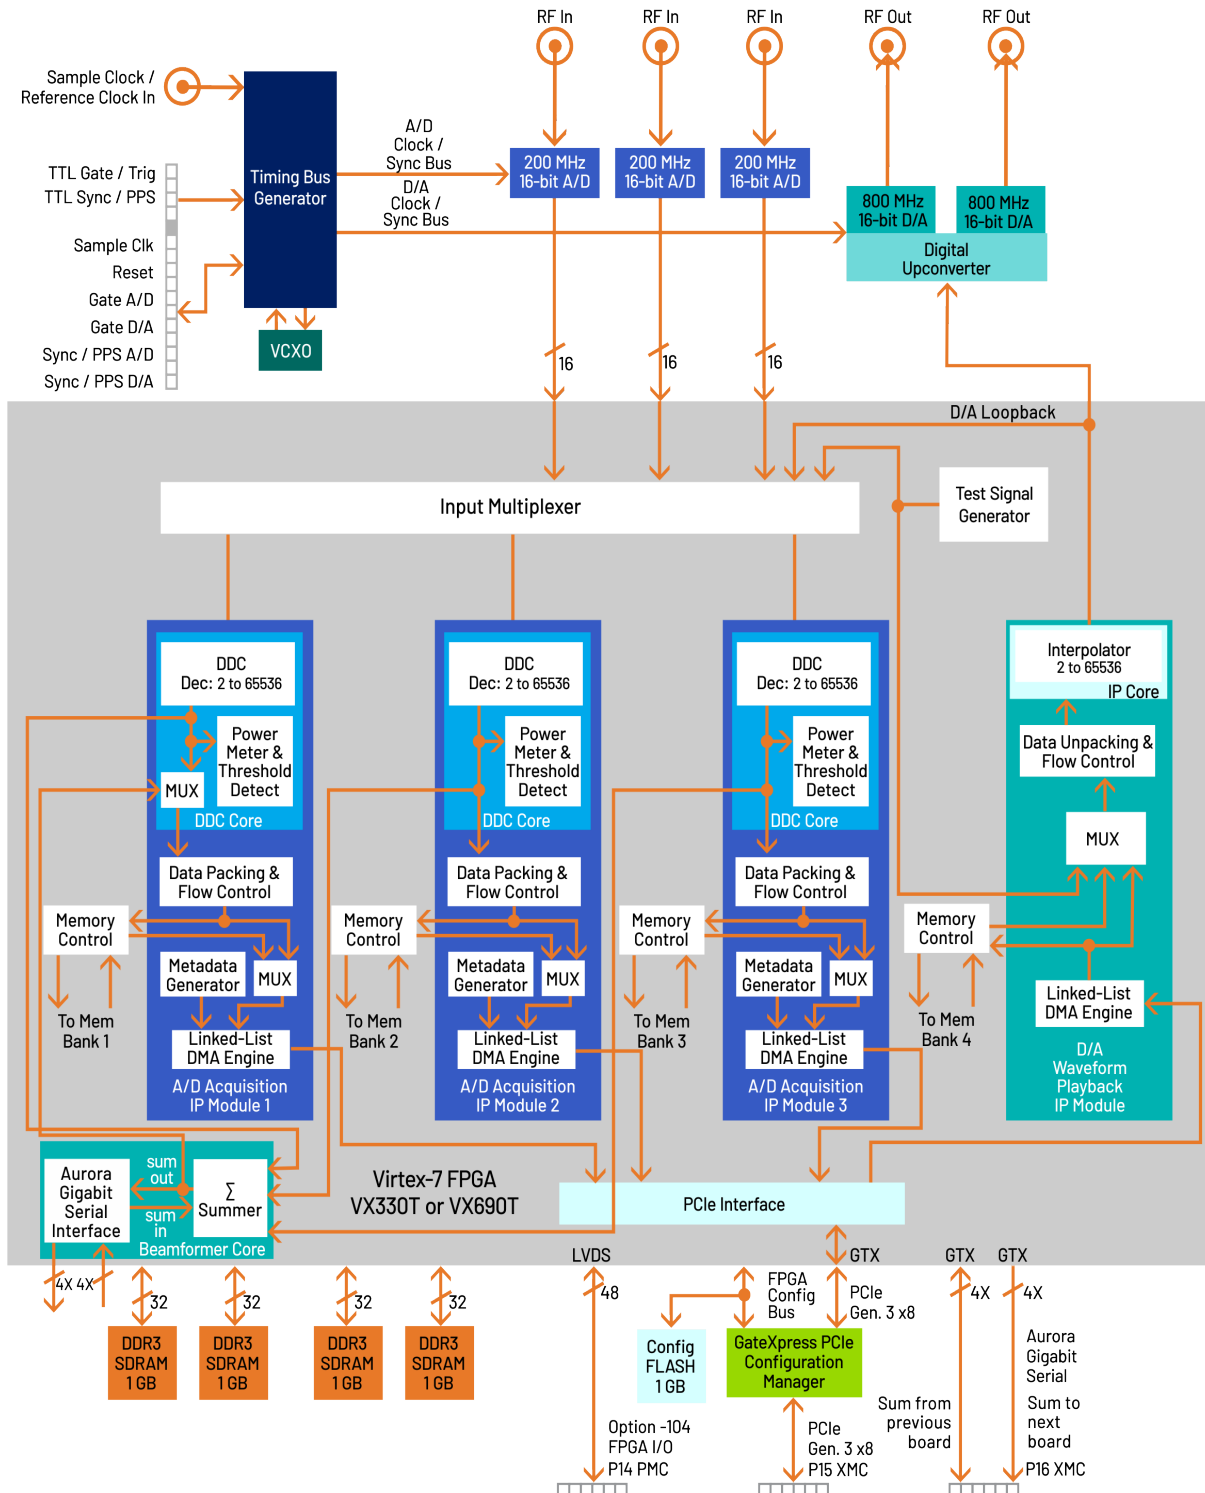 RF In
RF In
RF In
RF Out
RF Out
Sample Clock /
Reference Clock In
TTL Gate / Trig
TTL Sync / PPS
Sample Clk
Reset
Gate A/D
Gate D/A
Sync / PPS A/D
Sync / PPS D/A
Timing Bus
Generator
VCXO
A/D
Clock /
Sync Bus
D/A
Clock /
Sync Bus
200 MHz
16-bit A/D
200 MHz
16-bit A/D
200 MHz
16-bit A/D
800 MHz
16-bit D/A
800 MHz
16-bit D/A
Digital
Upconverter
16
16
16
D/A Loopback
Input Multiplexer
Test Signal
Generator
DDC
Dec: 2 to 65536
Power
Meter &
Threshold
Detect
MUX
DDC Core
Data Packing &
Flow Control
Memory
Control
Metadata
Generator
MUX
To Mem
Bank 1
Linked-List
DMA Engine
A/D Acquisition
IP Module 1
DDC
Dec: 2 to 65536
Power
Meter &
Threshold
Detect
DDC Core
Data Packing &
Flow Control
Memory
Control
Metadata
Generator
MUX
To Mem
Bank 2
Linked-List
DMA Engine
A/D Acquisition
IP Module 2
DDC
Dec: 2 to 65536
Power
Meter &
Threshold
Detect
DDC Core
Data Packing &
Flow Control
Memory
Control
Metadata
Generator
MUX
To Mem
Bank 3
Linked-List
DMA Engine
A/D Acquisition
IP Module 3
Interpolator
2 to 65536
IP Core
Data Unpacking &
Flow Control
MUX
Memory
Control
To Mem
Bank 4
Linked-List
DMA Engine
D/A
Waveform
Playback
IP Module
Aurora
Gigabit
Serial
Interface
sum
out
sum
in
Σ
Summer
Beamformer Core
Virtex-7 FPGA
VX330T or VX690T
PCIe Interface
LVDS
GTX
GTX
GTX
4X
4X
32
32
32
32
48
FPGA
Config
Bus
PCIe
Gen. 3 x8
4X
4X
DDR3
SDRAM
1 GB
DDR3
SDRAM
1 GB
DDR3
SDRAM
1 GB
DDR3
SDRAM
1 GB
Config
FLASH
1 GB
GateXpress PCIe
Configuration
Manager
Aurora
Gigabit
Serial
Sum from
previous
board
Sum to
next
board
Option -104
FPGA I/O
P14 PMC
PCIe
Gen. 3 x8
P15 XMC
P16 XMC